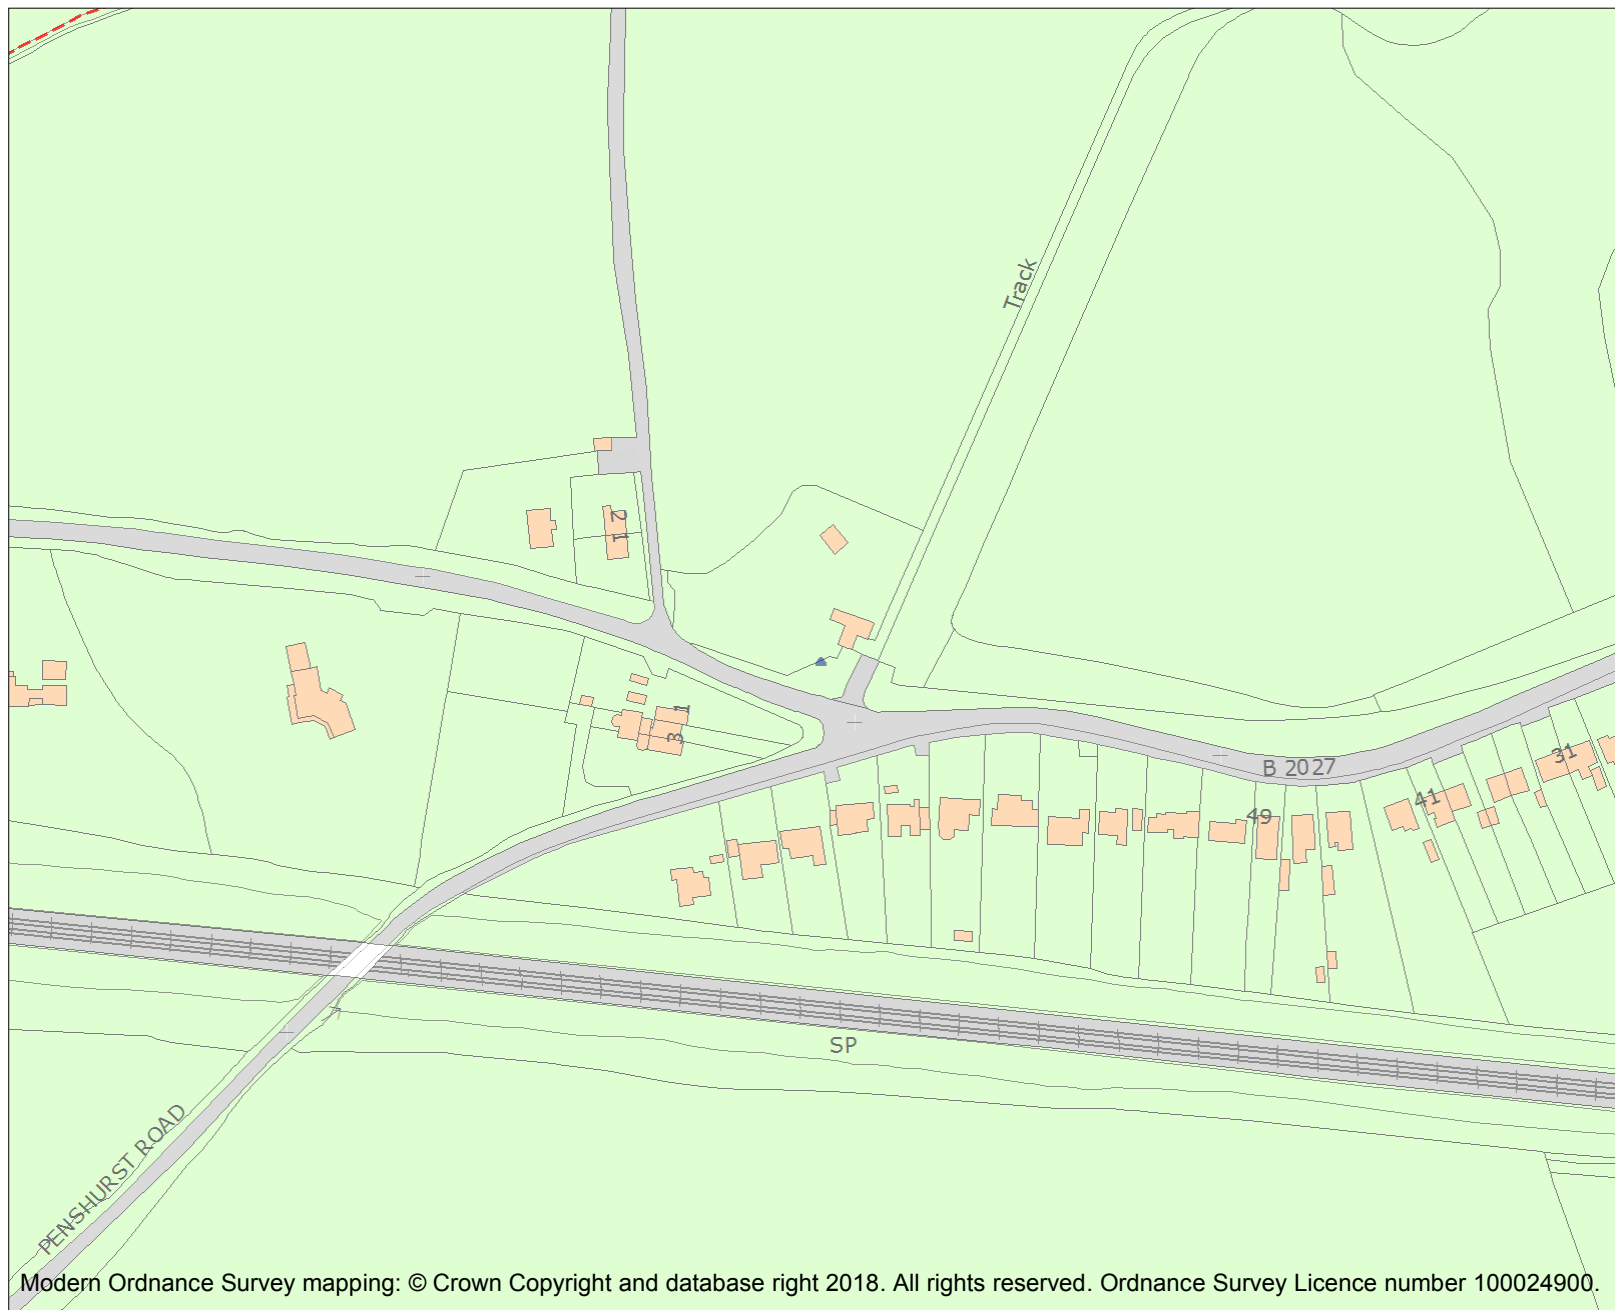 Track
2
1
1
3
B 2027
31
41
49
SP
PENSHURST ROAD
Modern Ordnance Survey mapping: © Crown Copyright and database right 2018. All rights reserved. Ordnance Survey Licence number 100024900.